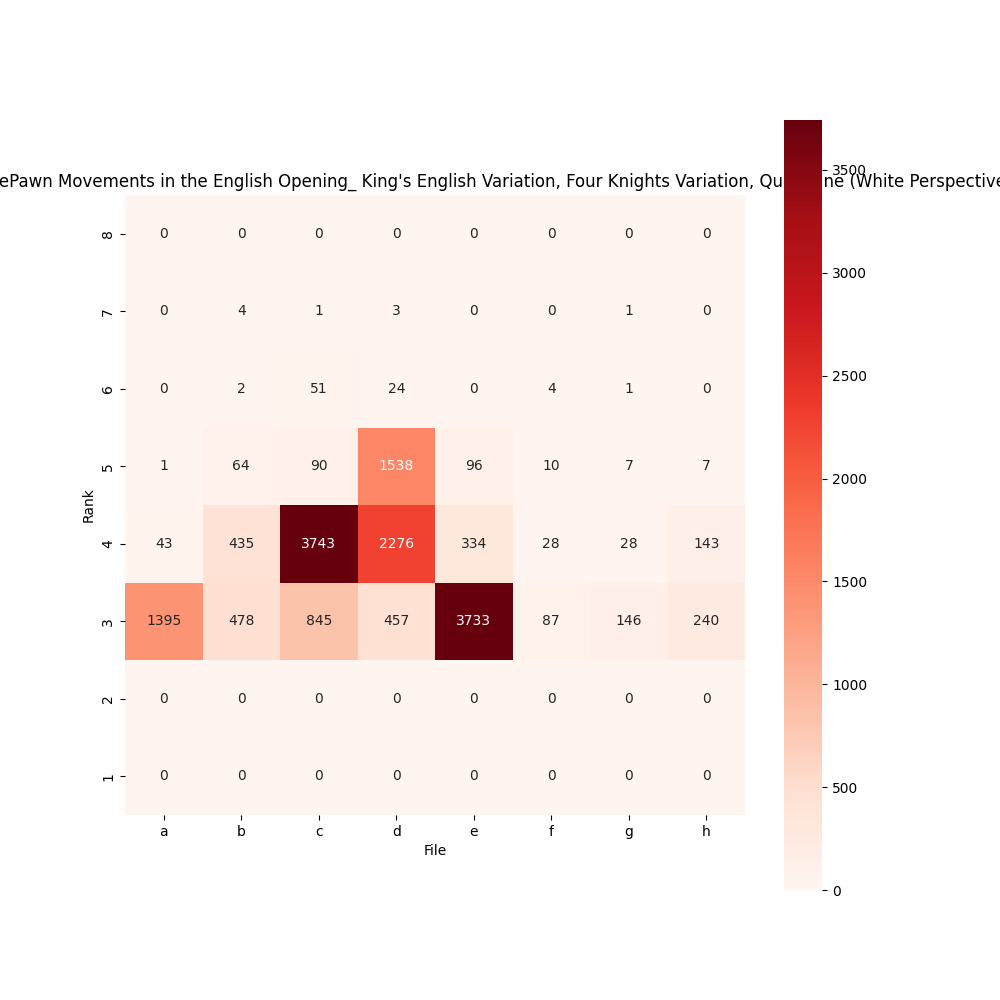 ePawn Movements in the English Opening_ King's English Variation, Four Knights Variation, Qu ne (White Perspective
3500
3000
2500
2000
1500
1000
500
0
Rank
8 0 0 0 0 0 0 0 0
7 0 4 1 3 0 0 1 0
6 0 2 51 24 0 4 1 0
5 1 64 90 1538 96 10 7 7
4 43 435 3743 2276 334 28 28 143
3 1395 478 845 457 3733 87 146 240
2 0 0 0 0 0 0 0 0
1 0 0 0 0 0 0 0 0
a b c d e f g h
File